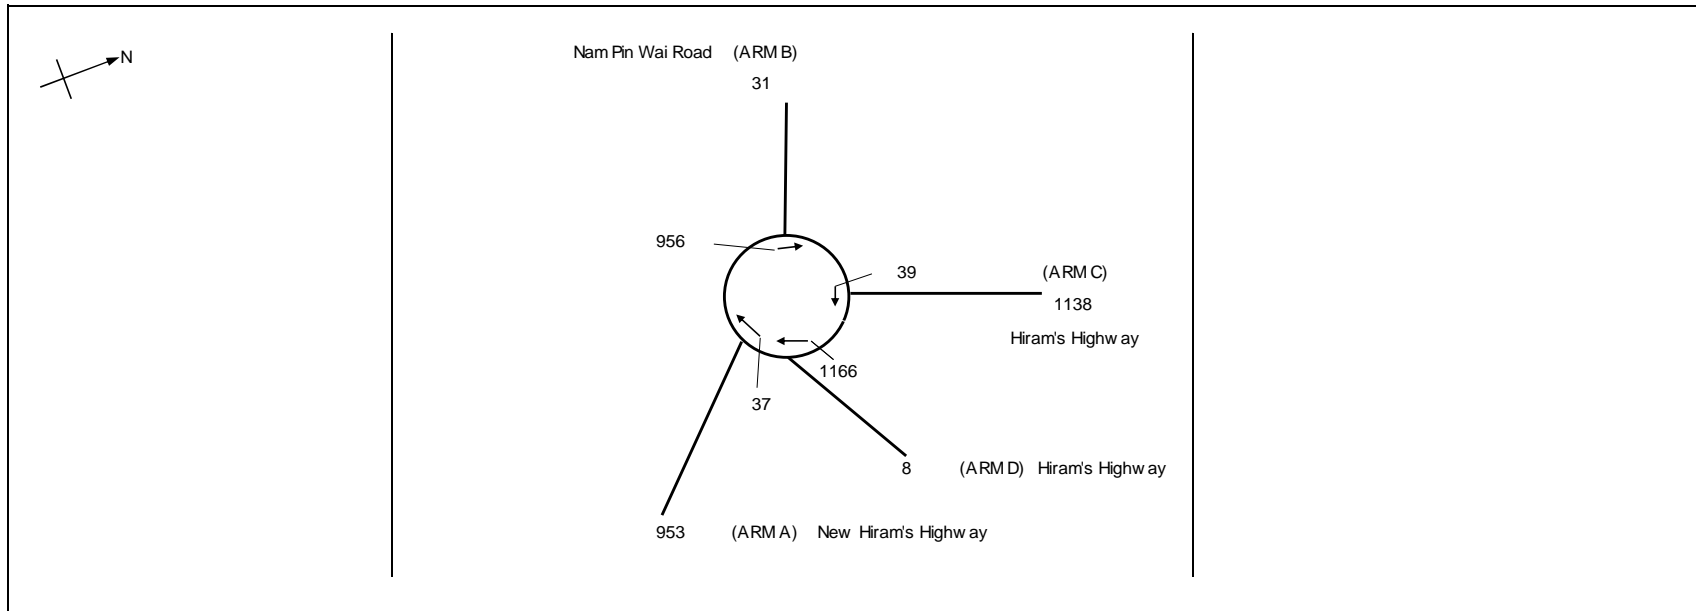 N
Nam Pin Wai Road (ARM B)
31
956
39
(ARM C)
1138
Hiram's Highway
1166
37
8 (ARM D) Hiram's Highway
953 (ARM A) New Hiram's Highway